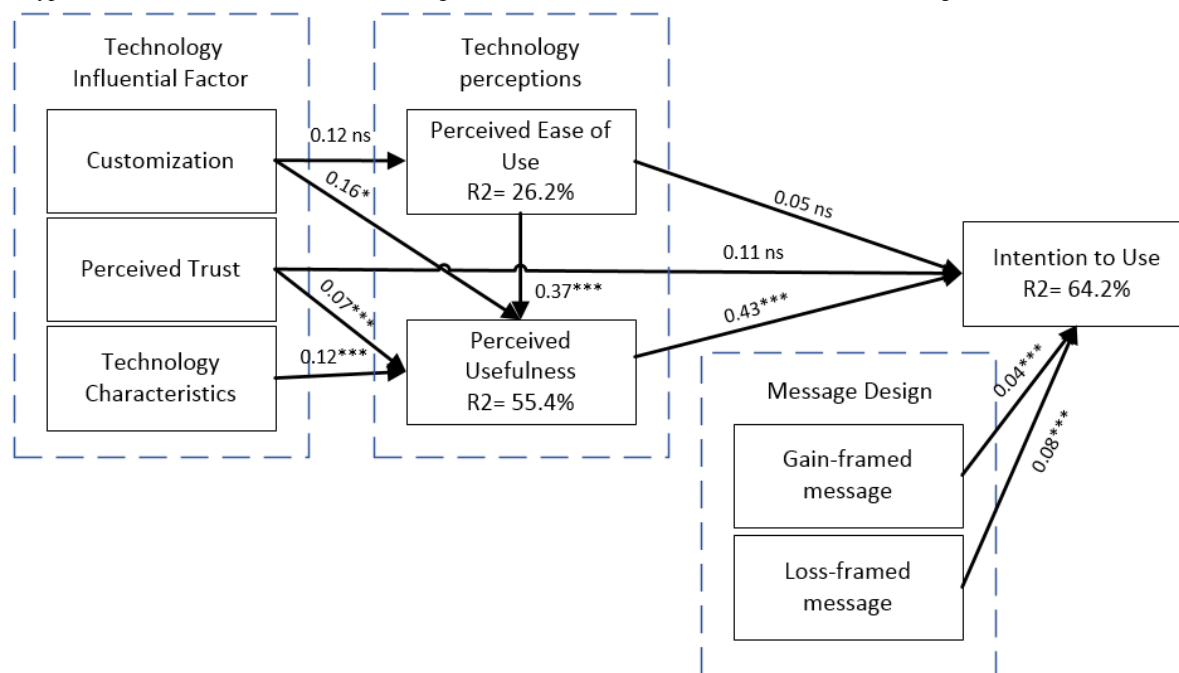 Technology
Influential Factor
Customization
Perceived Trust
Technology
Characteristics
0.12 ns
0.16*
0.07***
0.12***
Technology
perceptions
Perceived Ease of
Use
R2= 26.2%
0.37***
Perceived
Usefulness
R2= 55.4%
0.05 ns
0.11 ns
0.43***
Intention to Use
R2= 64.2%
Message Design
0.04***
0.08***
Gain-framed
message
Loss-framed
message